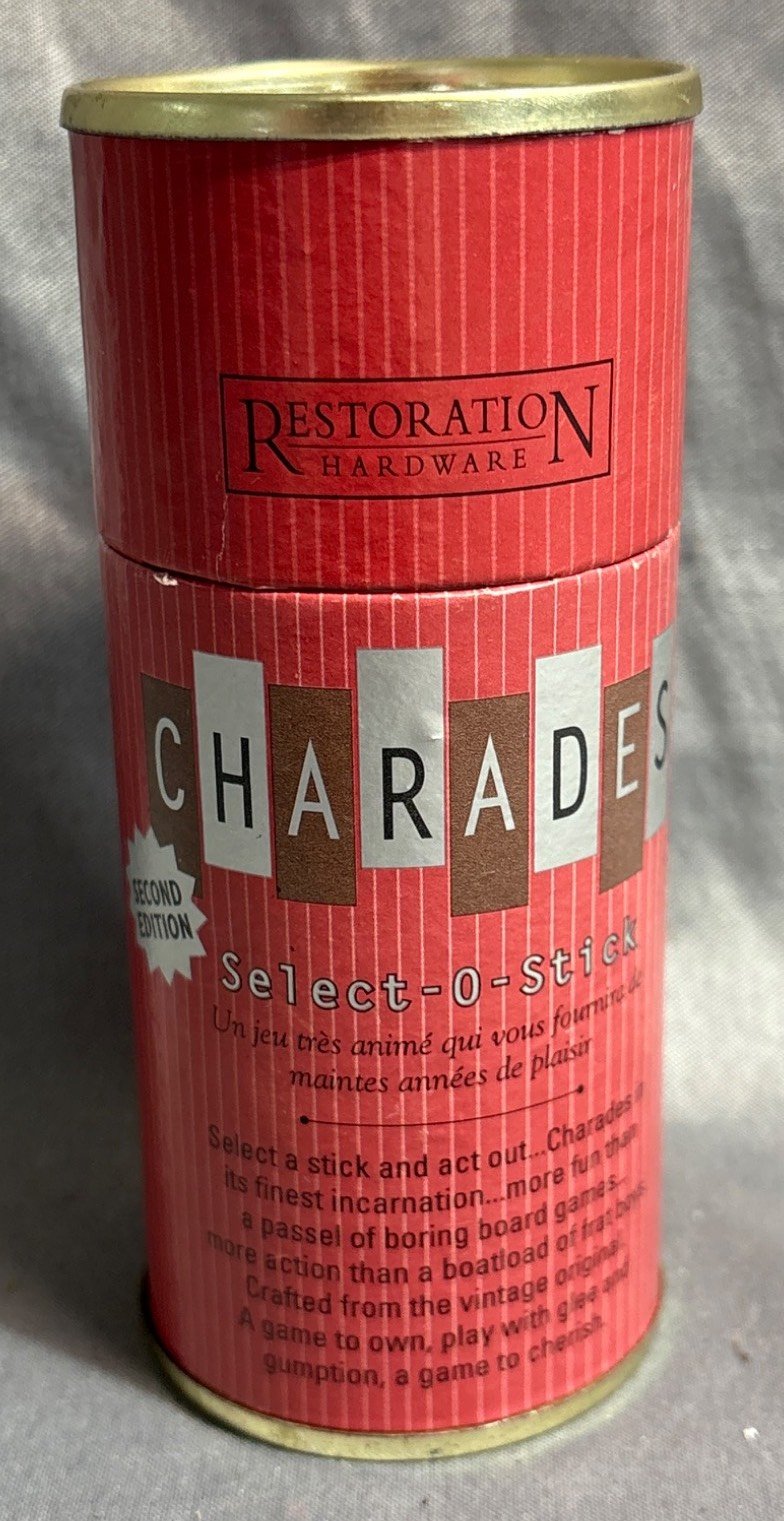 RESTORATION
HARDWARE
CHARADES
SECOND
EDITION
Select-O-Stick
Un jeu très animé qui vous fournira de
maintes années de plaisir
Select a stick and act out...Charades
its finest incarnation...more fun than
a passel of boring board games...
more action than a boatload of frat boys.
Crafted from the vintage original.
A game to own, play with glee and
gumption, a game to cherish.